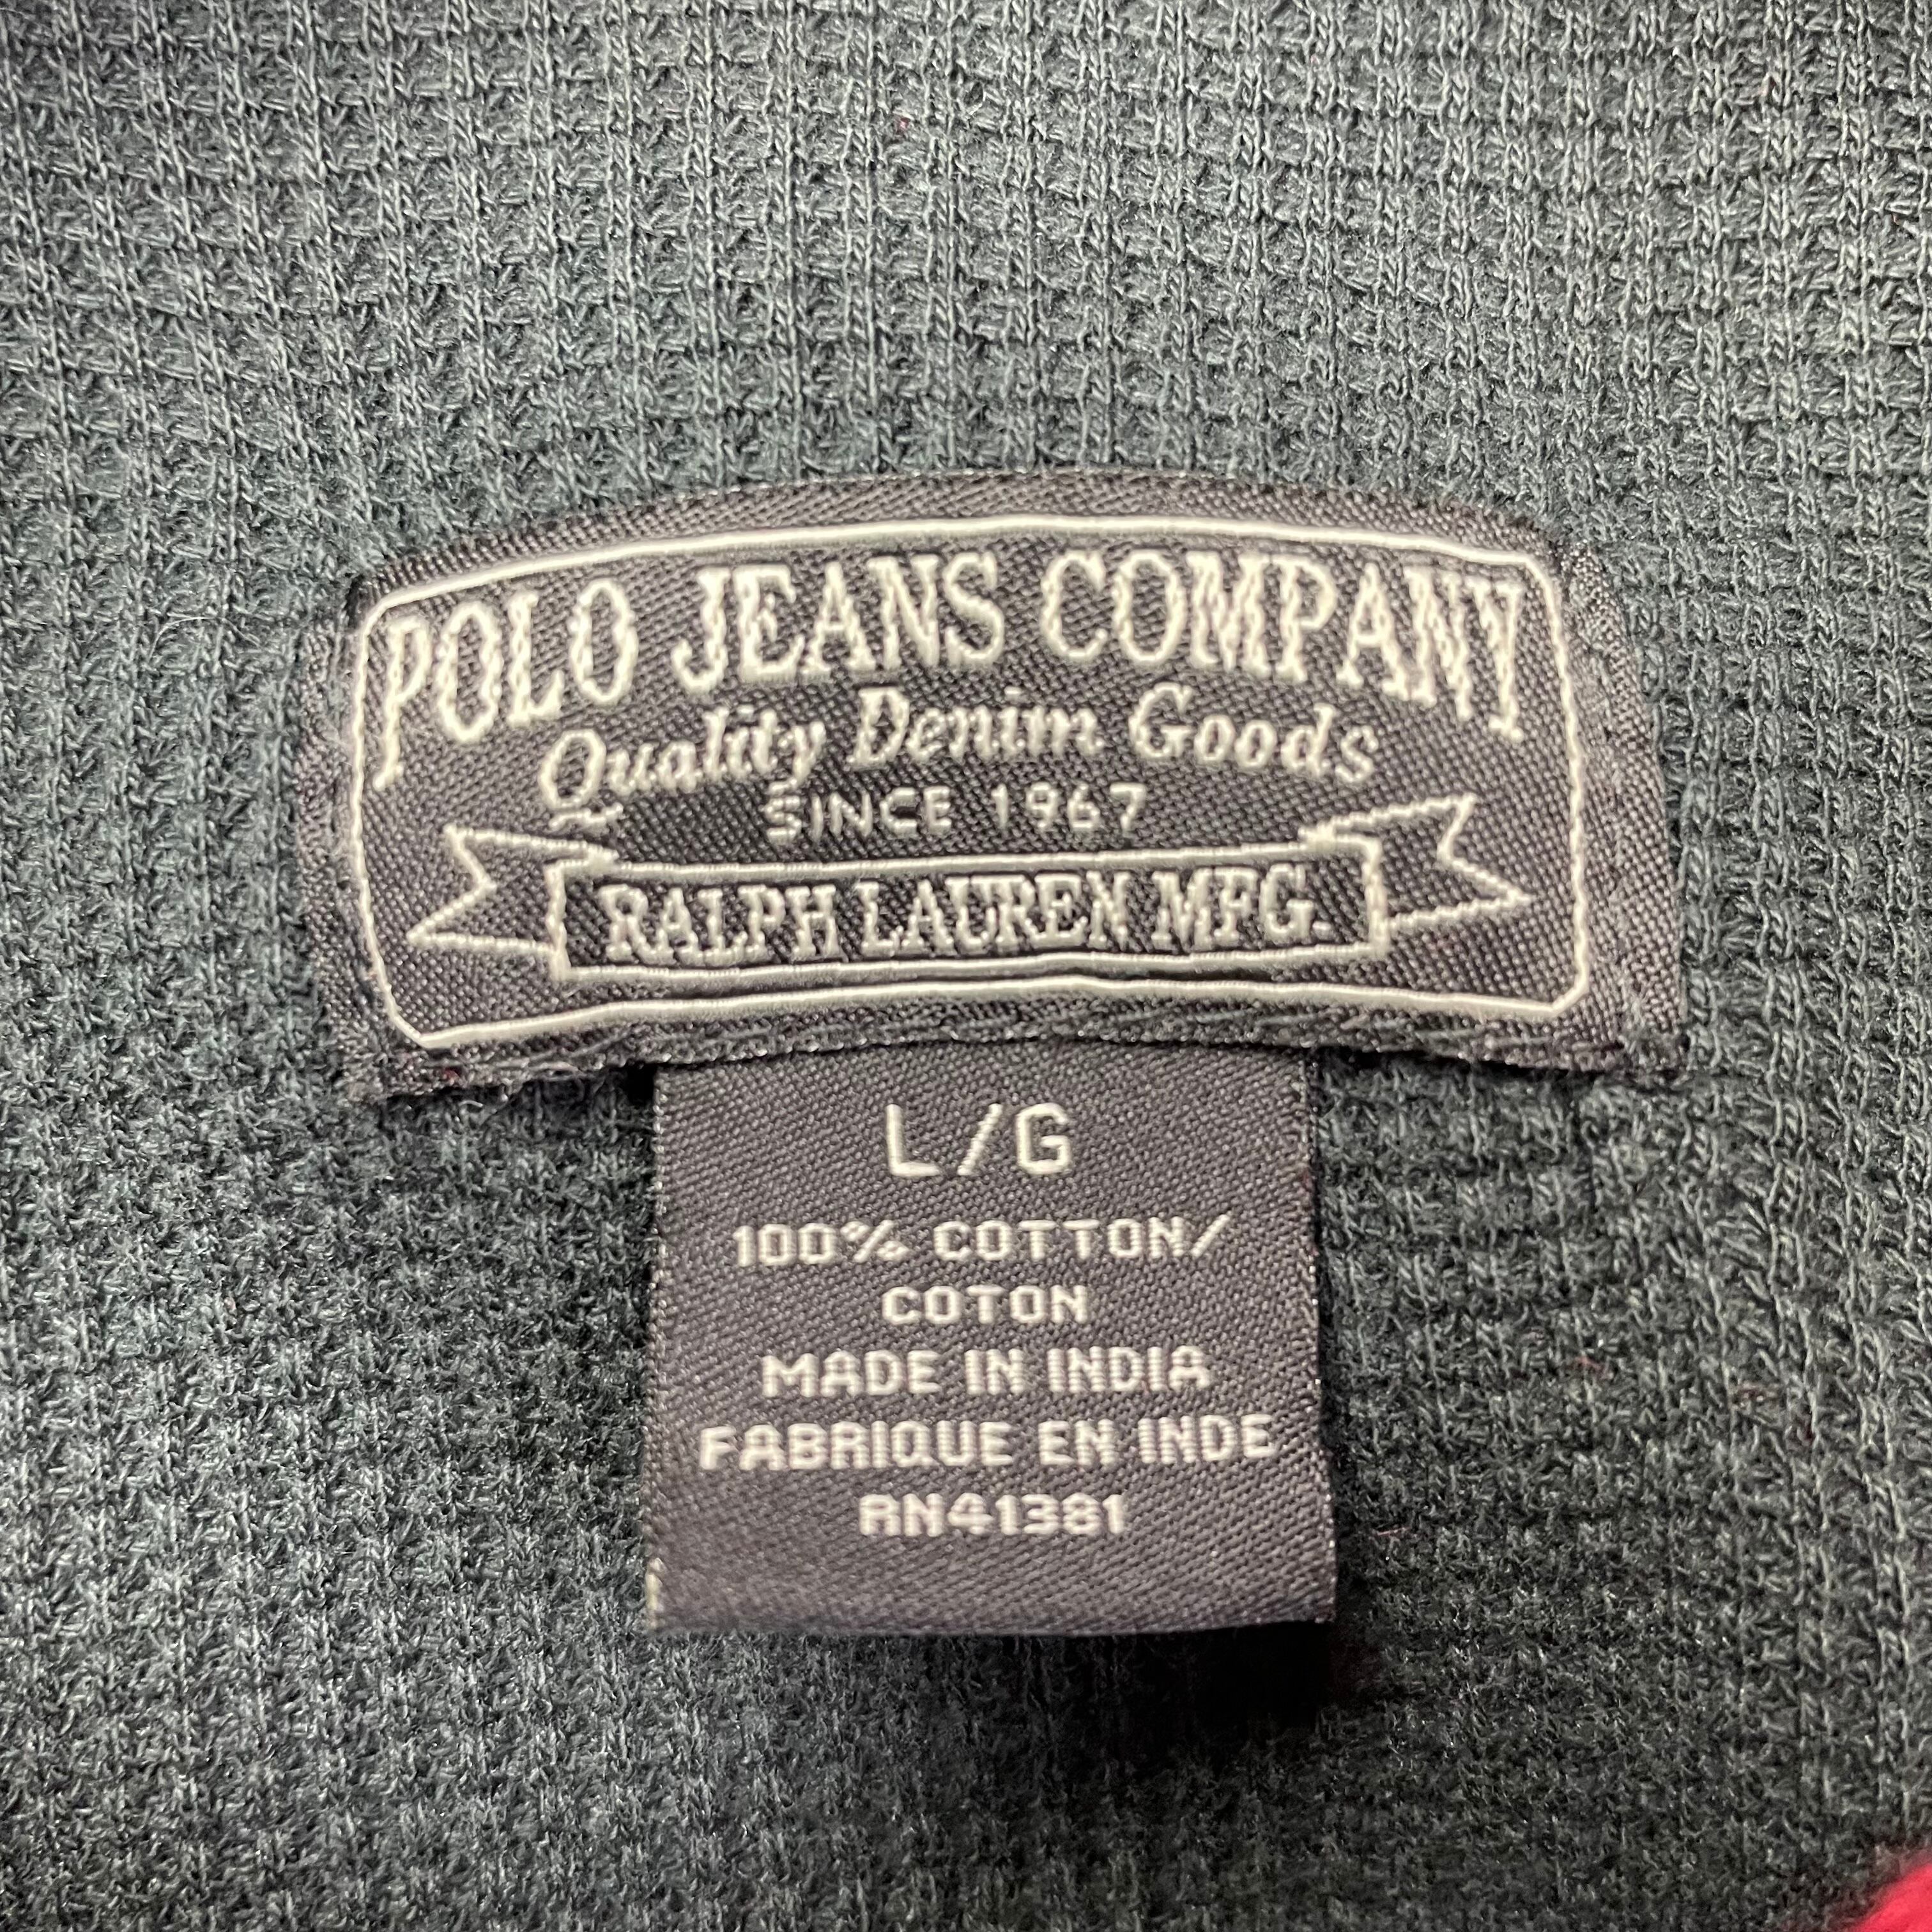 POLO JEANS COMPANY
Quality Denim Goods
SINCE 1967
RALPH LAUREN MFG.
L/G
100% COTTON/
COTON
MADE IN INDIA
FABRIQUE EN INDE
RN41381